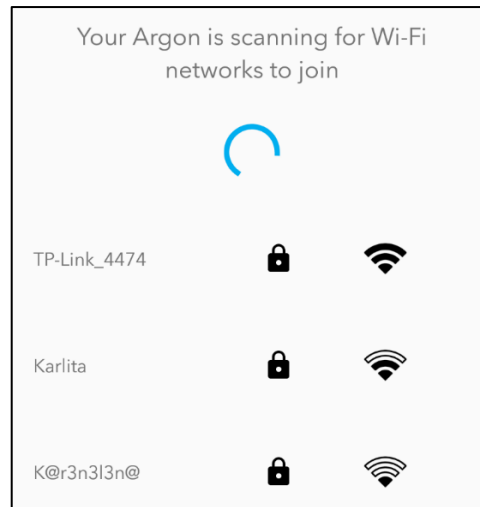 Your Argon is scanning for Wi-Fi
networks to join
TP-Link_4474
Karlita
K@r3n3l3n@